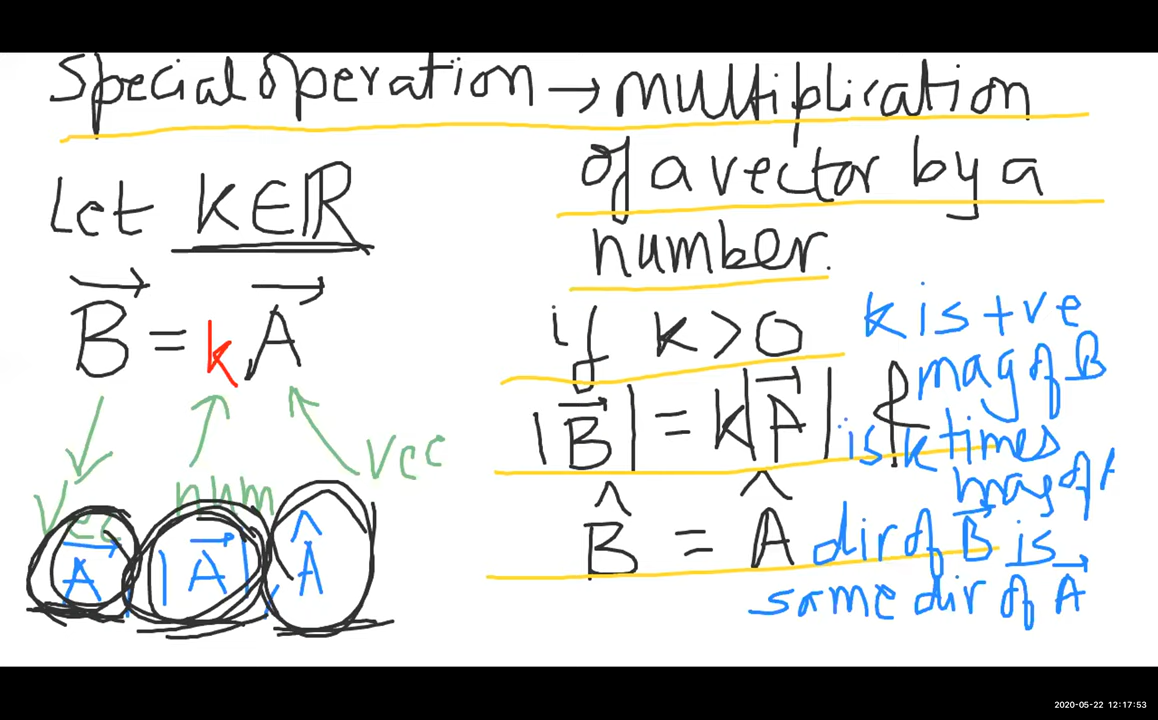 Special operation → multiplication
of a vector by a
number.
Let K∈ℝ
B⃗ = k A⃗
Vec num Vec
A⃗ |A⃗| , Â
if K > 0
|B⃗| = k|A⃗| &
B̂ = Â
k is +ve
mag of B
is k times
mag of A
dir of B⃗ is
same dir of A⃗
2020-05-22 12:17:53